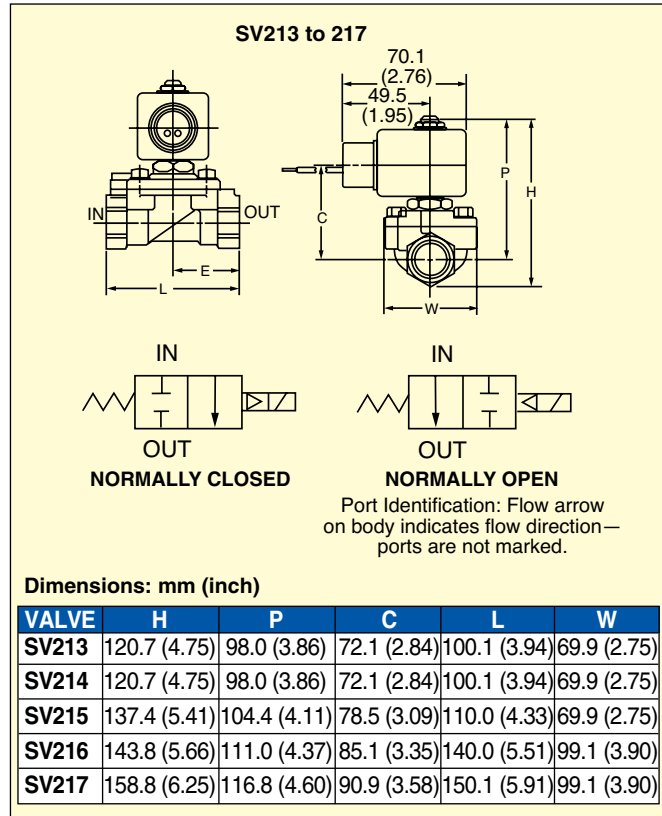 SV213 to 217
70.1
(2.76)
49.5
(1.95)
P
H
C
IN
OUT
E
L
W
IN
IN
OUT
OUT
NORMALLY CLOSED
NORMALLY OPEN
Port Identification: Flow arrow
on body indicates flow direction—
ports are not marked.
Dimensions: mm (inch)
VALVE H P C L W
SV213 120.7 (4.75) 98.0 (3.86) 72.1 (2.84) 100.1 (3.94) 69.9 (2.75)
SV214 120.7 (4.75) 98.0 (3.86) 72.1 (2.84) 100.1 (3.94) 69.9 (2.75)
SV215 137.4 (5.41) 104.4 (4.11) 78.5 (3.09) 110.0 (4.33) 69.9 (2.75)
SV216 143.8 (5.66) 111.0 (4.37) 85.1 (3.35) 140.0 (5.51) 99.1 (3.90)
SV217 158.8 (6.25) 116.8 (4.60) 90.9 (3.58) 150.1 (5.91) 99.1 (3.90)